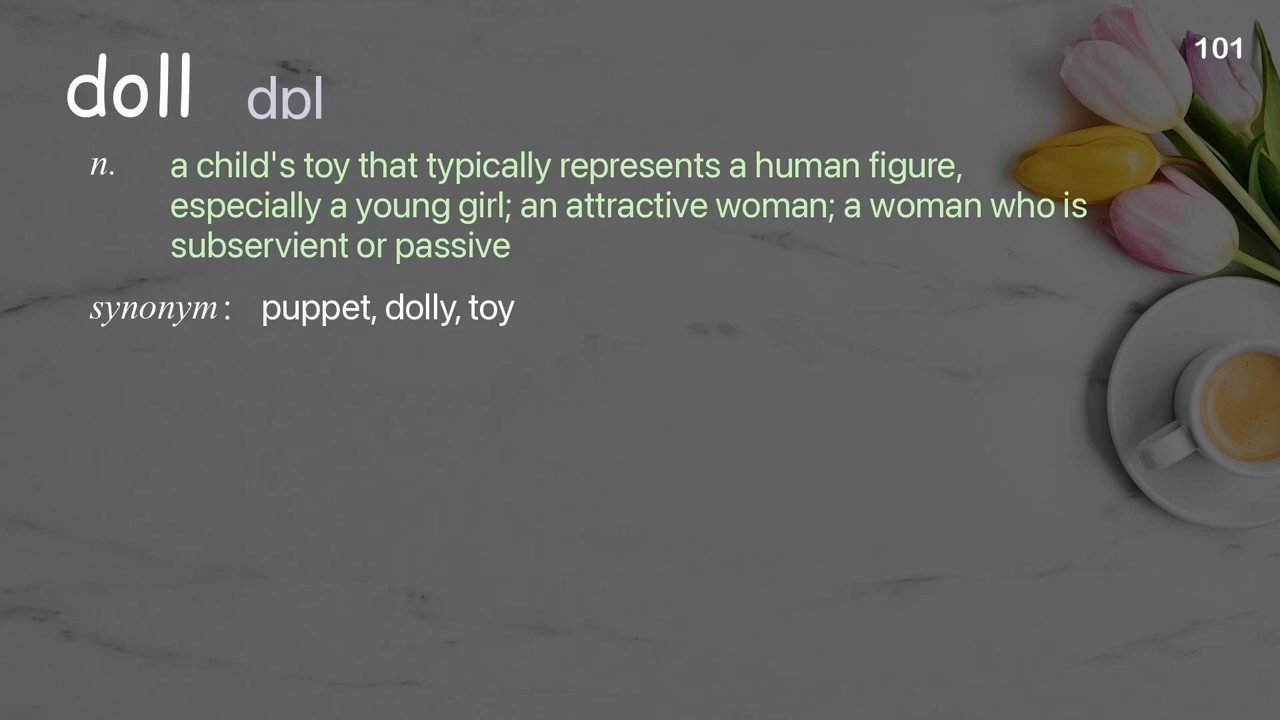 101
doll dɒl
n. a child's toy that typically represents a human figure,
especially a young girl; an attractive woman; a woman who is
subservient or passive
synonym : puppet, dolly, toy